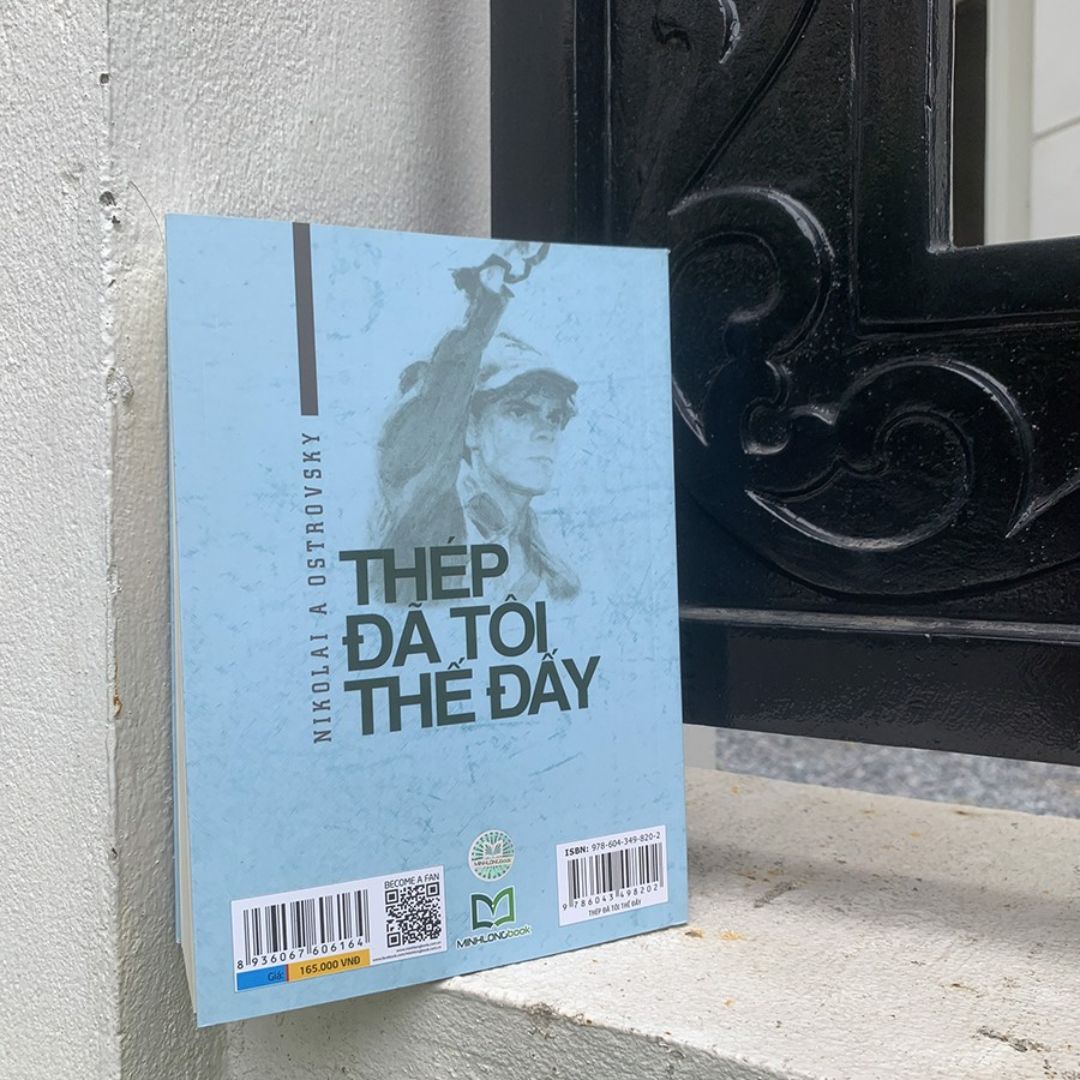 NIKOLAI A OSTROVSKY
THÉP
ĐÃ TÔI
THẾ ĐẤY
BECOME A FAN
8 936067 606164
Giá: 165.000 VNĐ
MINHLONGbook
MINHLONGbook
ISBN: 978-604-349-820-2
9 786043 498202
THÉP ĐÃ TÔI THẾ ĐẤY